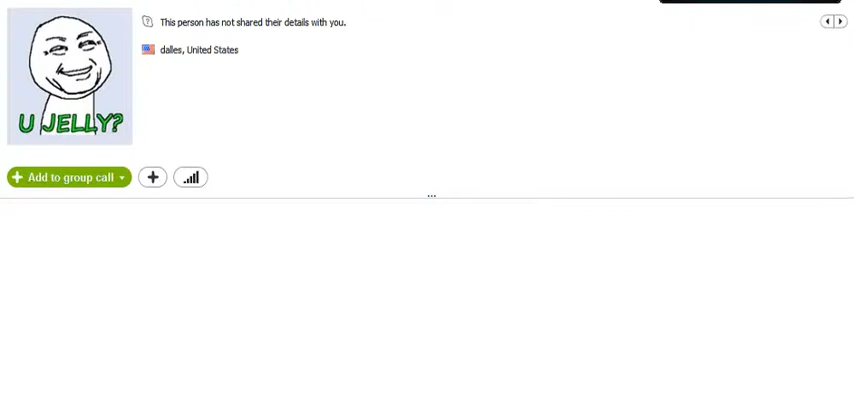 This person has not shared their details with you.
dalles, United States
U JELLY?
Add to group call